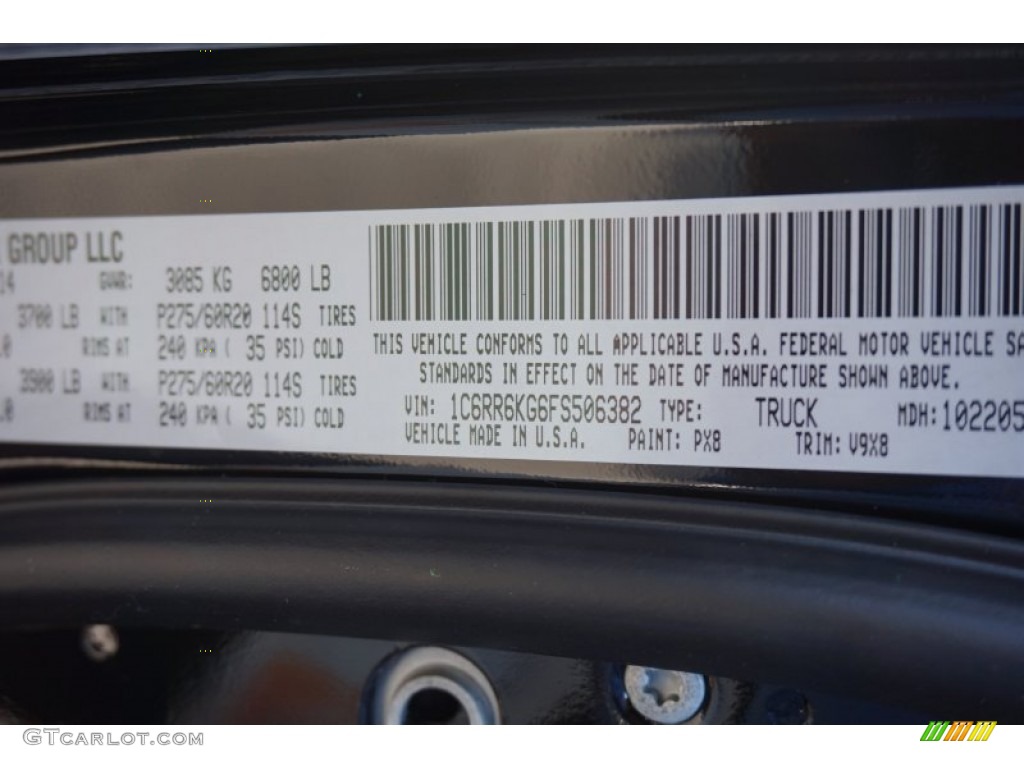 GROUP LLC
14 GVWR: 3085 KG 6800 LB
3700 LB WITH P275/60R20 114S TIRES
.0 RIMS AT 240 KPA ( 35 PSI) COLD
3900 LB WITH P275/60R20 114S TIRES
.0 RIMS AT 240 KPA ( 35 PSI) COLD
THIS VEHICLE CONFORMS TO ALL APPLICABLE U.S.A. FEDERAL MOTOR VEHICLE SA
STANDARDS IN EFFECT ON THE DATE OF MANUFACTURE SHOWN ABOVE.
VIN: 1C6RR6KG6FS506382 TYPE: TRUCK MDH: 102205
VEHICLE MADE IN U.S.A. PAINT: PX8 TRIM: V9X8
GTCarlot.com